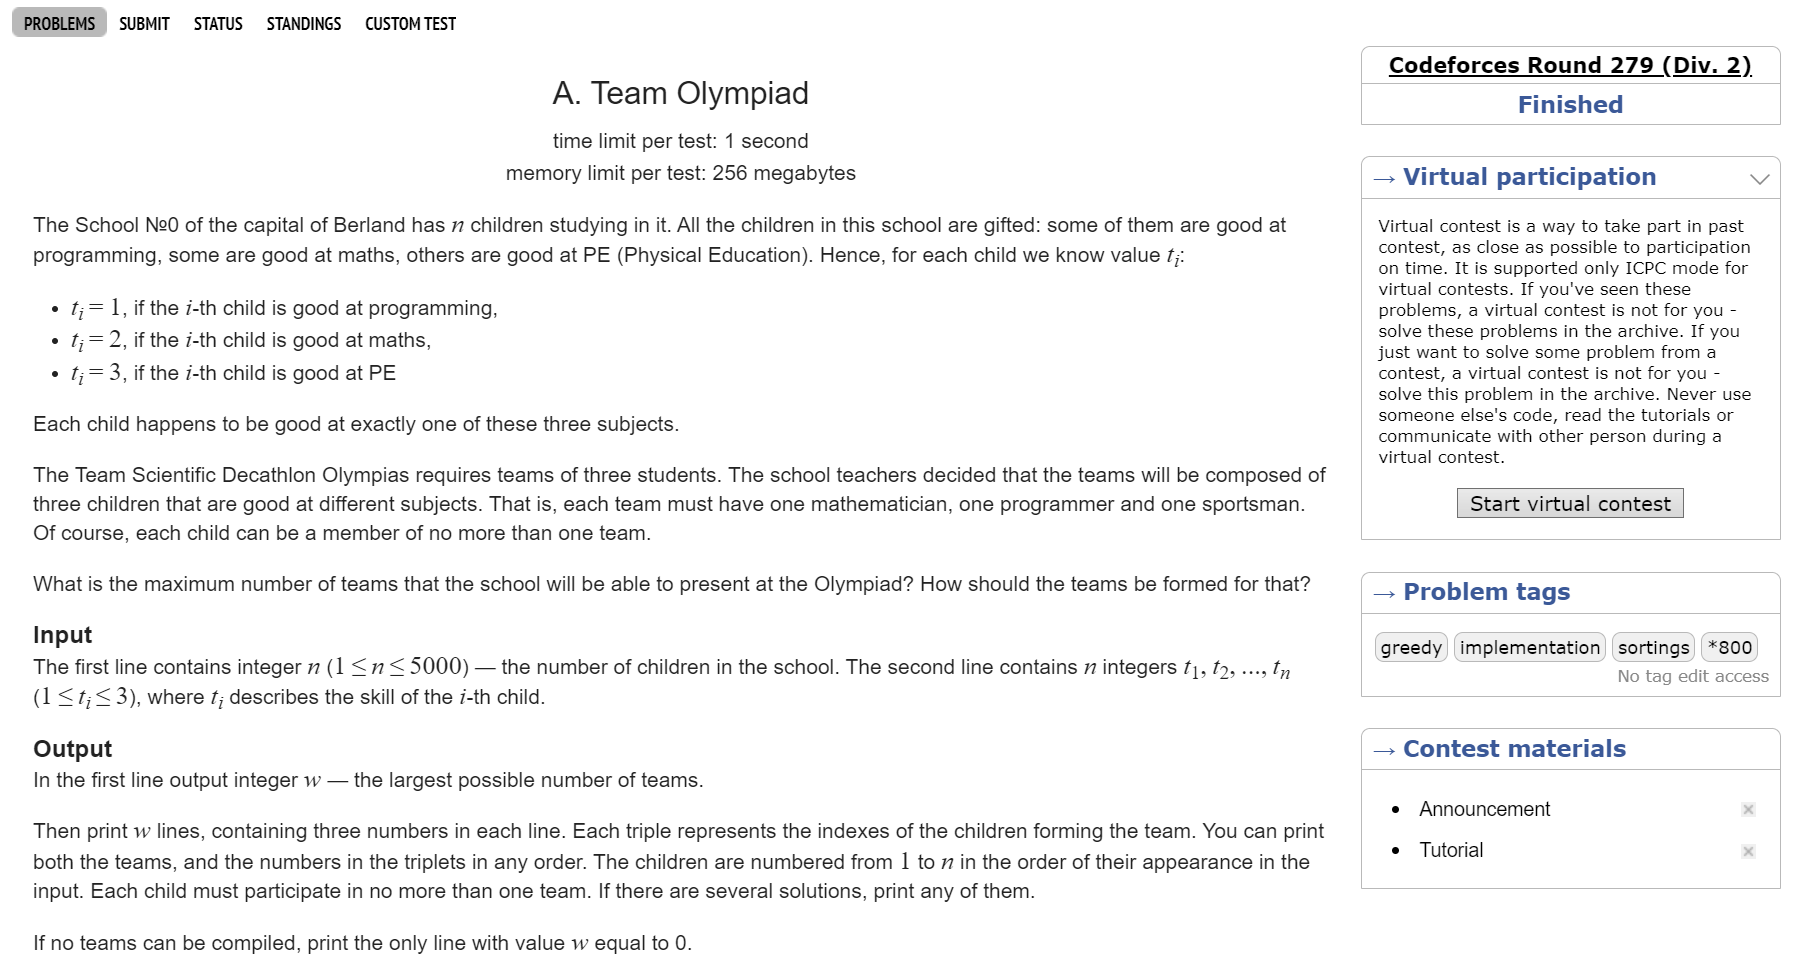 PROBLEMS SUBMIT STATUS STANDINGS CUSTOM TEST
A. Team Olympiad
time limit per test: 1 second
memory limit per test: 256 megabytes
The School №0 of the capital of Berland has n children studying in it. All the children in this school are gifted: some of them are good at
programming, some are good at maths, others are good at PE (Physical Education). Hence, for each child we know value tᵢ:
• tᵢ = 1, if the i-th child is good at programming,
• tᵢ = 2, if the i-th child is good at maths,
• tᵢ = 3, if the i-th child is good at PE
Each child happens to be good at exactly one of these three subjects.
The Team Scientific Decathlon Olympias requires teams of three students. The school teachers decided that the teams will be composed of
three children that are good at different subjects. That is, each team must have one mathematician, one programmer and one sportsman.
Of course, each child can be a member of no more than one team.
What is the maximum number of teams that the school will be able to present at the Olympiad? How should the teams be formed for that?
Input
The first line contains integer n (1 ≤ n ≤ 5000) — the number of children in the school. The second line contains n integers t₁, t₂, ..., tₙ
(1 ≤ tᵢ ≤ 3), where tᵢ describes the skill of the i-th child.
Output
In the first line output integer w — the largest possible number of teams.
Then print w lines, containing three numbers in each line. Each triple represents the indexes of the children forming the team. You can print
both the teams, and the numbers in the triplets in any order. The children are numbered from 1 to n in the order of their appearance in the
input. Each child must participate in no more than one team. If there are several solutions, print any of them.
If no teams can be compiled, print the only line with value w equal to 0.
Codeforces Round 279 (Div. 2)
Finished
→ Virtual participation
Virtual contest is a way to take part in past
contest, as close as possible to participation
on time. It is supported only ICPC mode for
virtual contests. If you've seen these
problems, a virtual contest is not for you -
solve these problems in the archive. If you
just want to solve some problem from a
contest, a virtual contest is not for you -
solve this problem in the archive. Never use
someone else's code, read the tutorials or
communicate with other person during a
virtual contest.
Start virtual contest
→ Problem tags
greedy implementation sortings *800
No tag edit access
→ Contest materials
• Announcement
• Tutorial